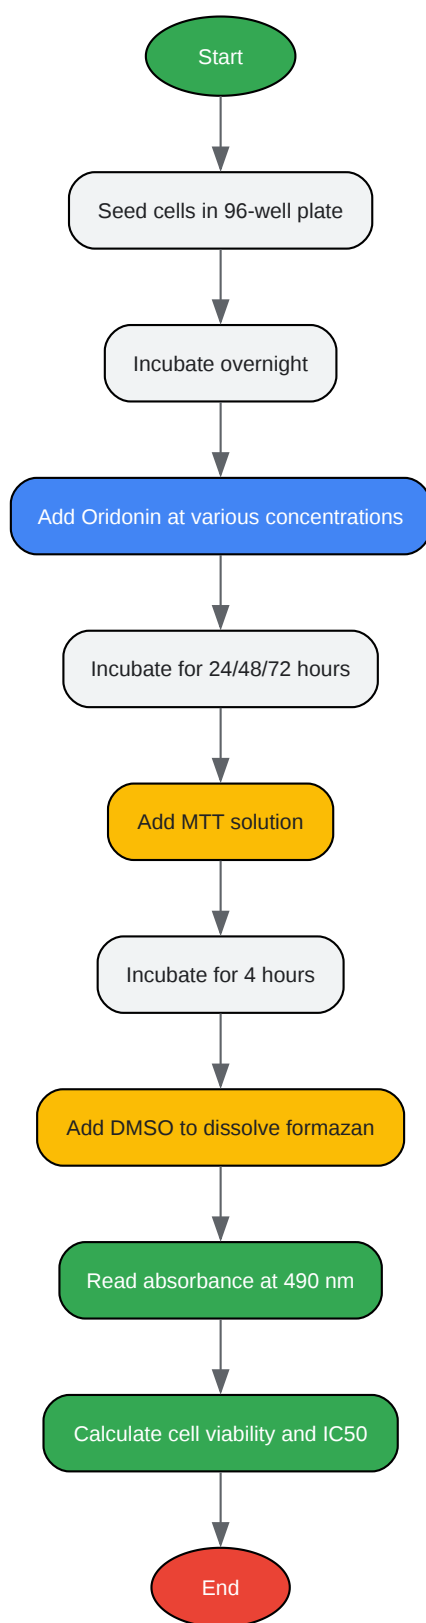 Start
Seed cells in 96-well plate
Incubate overnight
Add Oridonin at various concentrations
Incubate for 24/48/72 hours
Add MTT solution
Incubate for 4 hours
Add DMSO to dissolve formazan
Read absorbance at 490 nm
Calculate cell viability and IC50
End